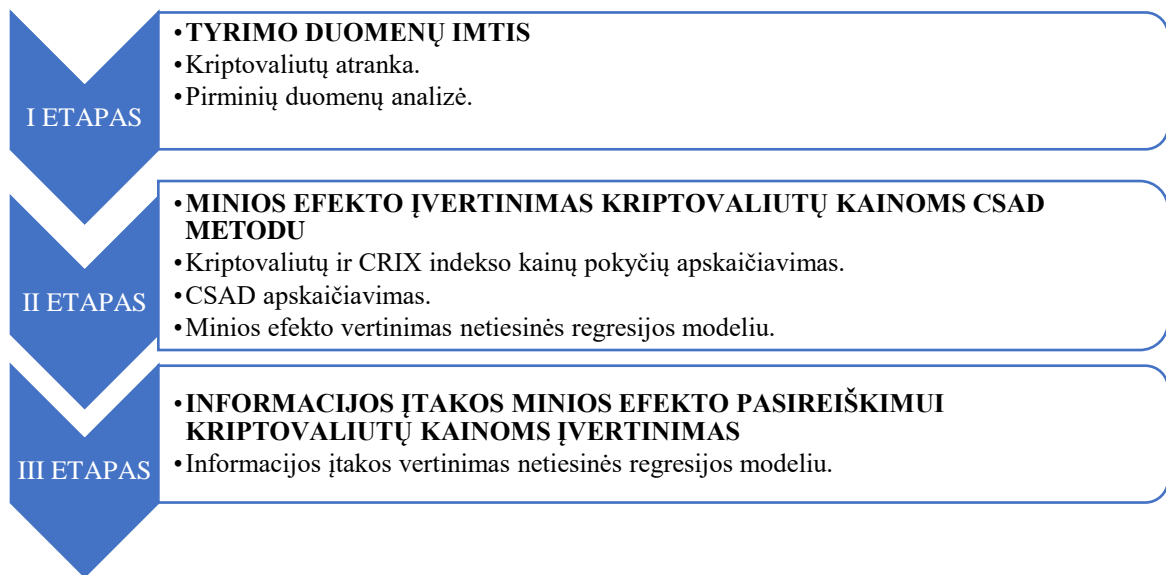 I ETAPAS
•TYRIMO DUOMENŲ IMTIS
•Kriptovaliutų atranka.
•Pirminių duomenų analizė.
II ETAPAS
•MINIOS EFEKTO ĮVERTINIMAS KRIPTOVALIUTŲ KAINOMS CSAD
METODU
•Kriptovaliutų ir CRIX indekso kainų pokyčių apskaičiavimas.
•CSAD apskaičiavimas.
•Minios efekto vertinimas netiesinės regresijos modeliu.
III ETAPAS
•INFORMACIJOS ĮTAKOS MINIOS EFEKTO PASIREIŠKIMUI
KRIPTOVALIUTŲ KAINOMS ĮVERTINIMAS
•Informacijos įtakos vertinimas netiesinės regresijos modeliu.